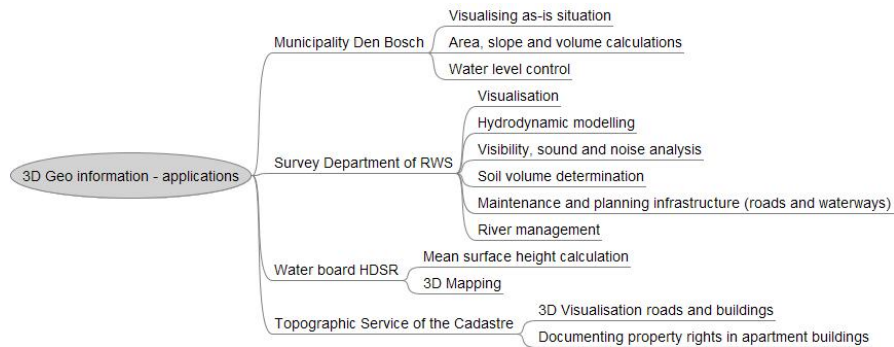 3D Geo information - applications
Municipality Den Bosch
Visualising as-is situation
Area, slope and volume calculations
Water level control
Survey Department of RWS
Visualisation
Hydrodynamic modelling
Visibility, sound and noise analysis
Soil volume determination
Maintenance and planning infrastructure (roads and waterways)
River management
Water board HDSR
Mean surface height calculation
3D Mapping
Topographic Service of the Cadastre
3D Visualisation roads and buildings
Documenting property rights in apartment buildings